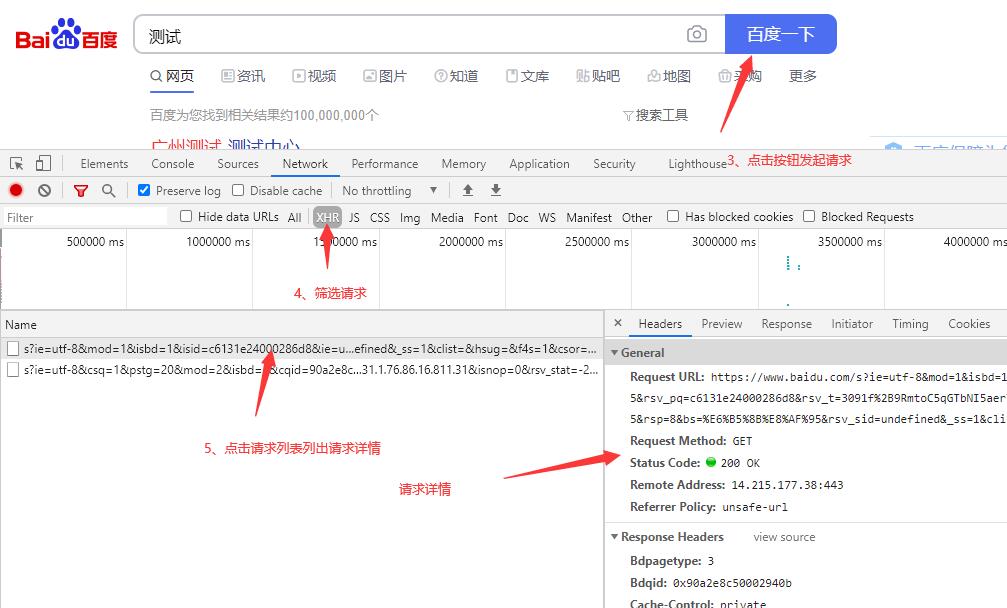 Bai du 百度
测试
百度一下
网页 资讯 视频 图片 知道 文库 贴吧 地图 采购 更多
百度为您找到相关结果约100,000,000个
搜索工具
广州测试 测试中心
Elements Console Sources Network Performance Memory Application Security Lighthouse
3、点击按钮发起请求
Preserve log Disable cache No throttling
Filter Hide data URLs All XHR JS CSS Img Media Font Doc WS Manifest Other Has blocked cookies Blocked Requests
500000 ms 1000000 ms 1500000 ms 2000000 ms 2500000 ms 3000000 ms 3500000 ms 4000000 ms
4、筛选请求
Name
s?ie=utf-8&mod=1&isbd=1&isid=c6131e24000286d8&ie=u...efined&_ss=1&clist=&hsug=&f4s=1&csor=...
s?ie=utf-8&csq=1&pstg=20&mod=2&isbd= &cqid=90a2e8c...31.1.76.86.16.811.31&isnop=0&rsv_stat=-2...
5、点击请求列表列出请求详情
请求详情
× Headers Preview Response Initiator Timing Cookies
General
Request URL: https://www.baidu.com/s?ie=utf-8&mod=1&isbd=1
5&rsv_pq=c6131e24000286d8&rsv_t=3091f%2B9RmtoC5qGTbNI5aer
5&rsp=8&bs=%E6%B5%8B%E8%AF%95&rsv_sid=undefined&_ss=1&cli
Request Method: GET
Status Code: 200 OK
Remote Address: 14.215.177.38:443
Referrer Policy: unsafe-url
Response Headers view source
Bdpagetype: 3
Bdqid: 0x90a2e8c50002940b
Cache-Control: private